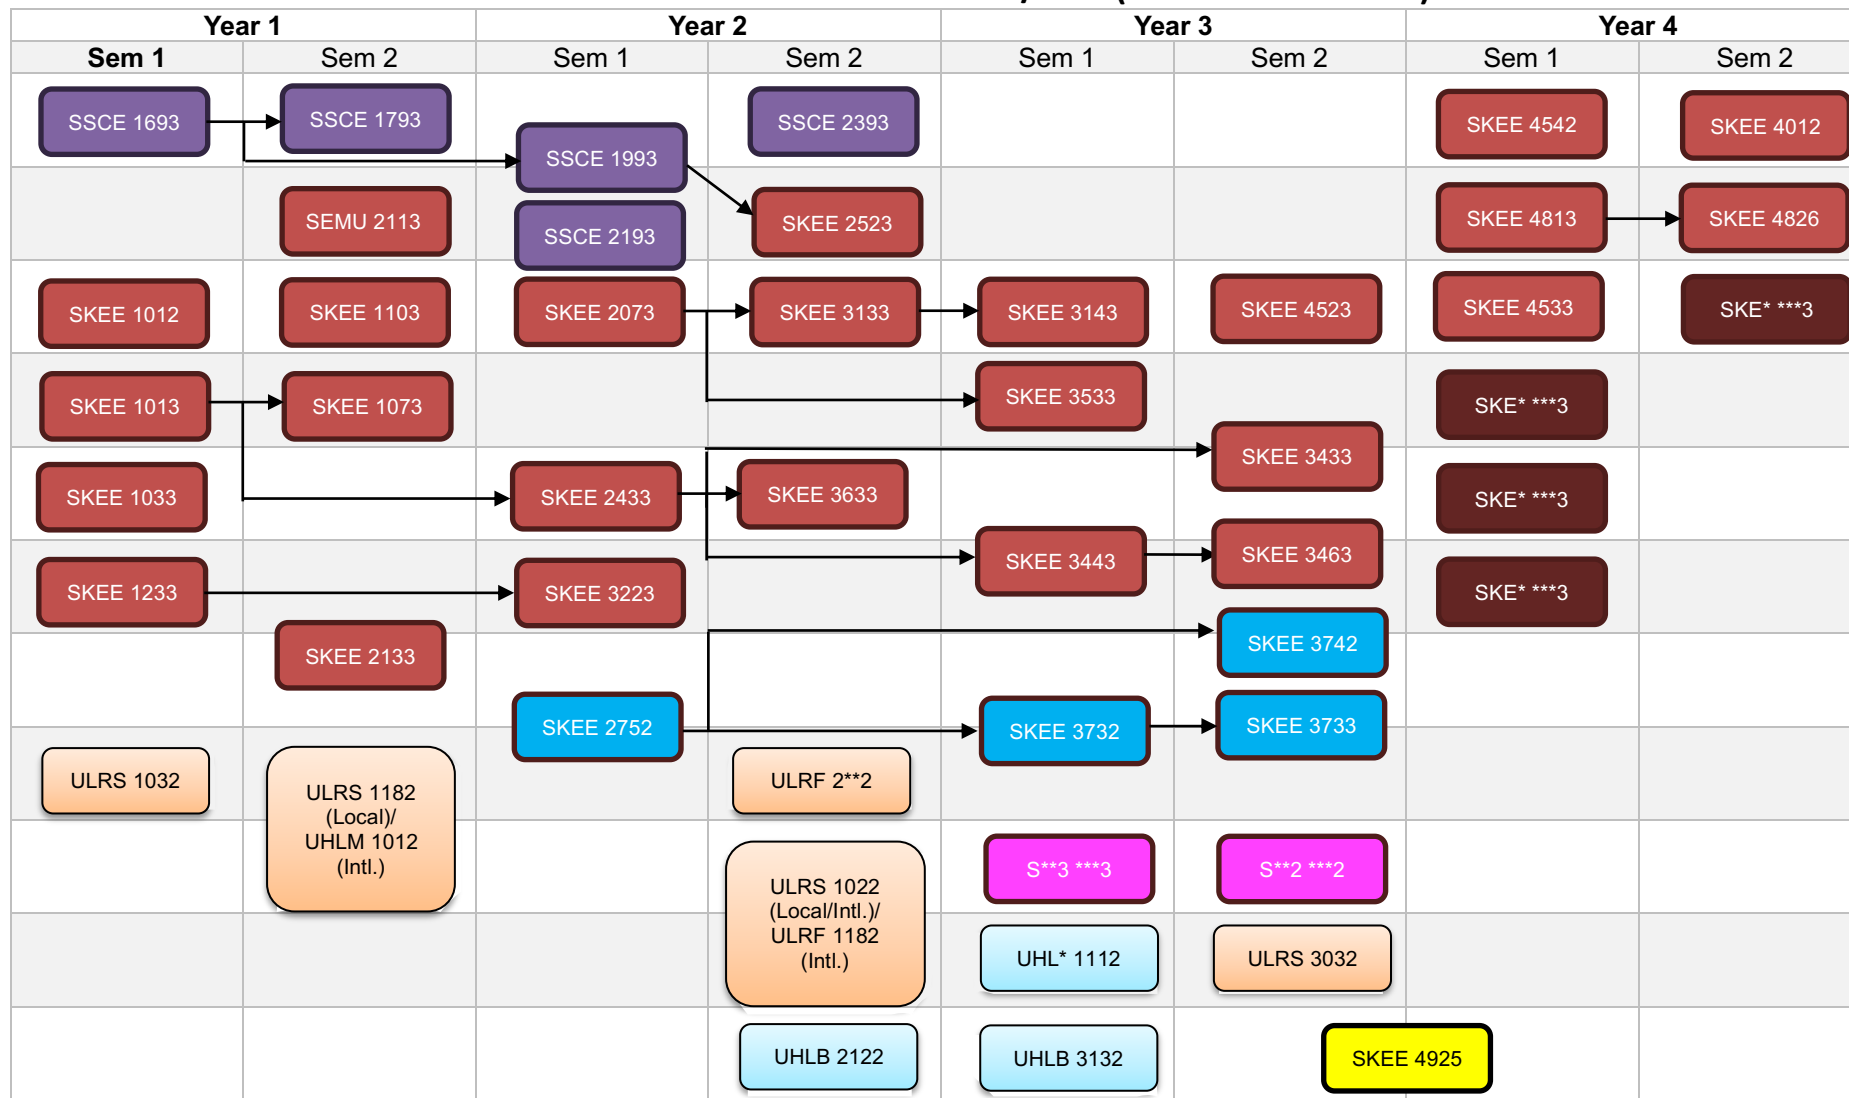 Year 1 Year 2 Year 3 Year 4
Sem 1 Sem 2 Sem 1 Sem 2 Sem 1 Sem 2 Sem 1 Sem 2
SSCE 1693 SSCE 1793 SSCE 1993 SSCE 2393 SKEE 4542 SKEE 4012
SEMU 2113 SSCE 2193 SKEE 2523 SKEE 4813 SKEE 4826
SKEE 1012 SKEE 1103 SKEE 2073 SKEE 3133 SKEE 3143 SKEE 4523 SKEE 4533 SKE* ***3
SKEE 1013 SKEE 1073 SKEE 3533 SKE* ***3
SKEE 3433
SKEE 1033 SKEE 2433 SKEE 3633 SKE* ***3
SKEE 1233 SKEE 3223 SKEE 3443 SKEE 3463 SKE* ***3
SKEE 2133 SKEE 3742
SKEE 2752 SKEE 3732 SKEE 3733
ULRS 1032 ULRF 2**2
ULRS 1182
(Local)/
UHLM 1012
(Intl.)
S**3 ***3 S**2 ***2
ULRS 1022
(Local/Intl.)/
ULRF 1182
(Intl.)
UHL* 1112 ULRS 3032
UHLB 2122 UHLB 3132 SKEE 4925